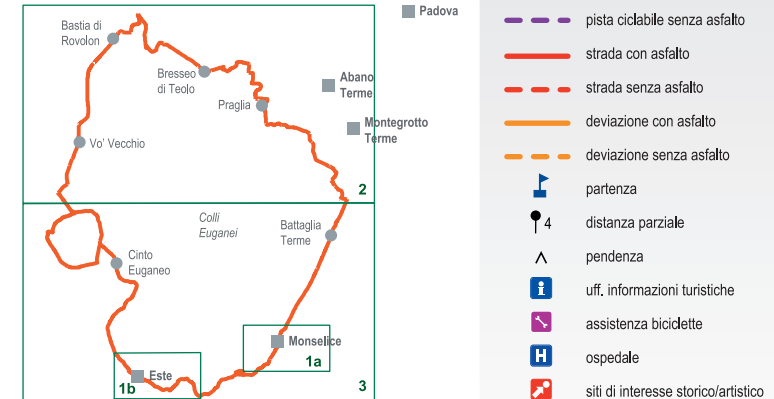 Padova
Bastia di
Rovolon
Bresseo
di Teolo
Abano
Terme
Praglia
Montegrotto
Terme
Vo' Vecchio
2
Colli
Euganei
Battaglia
Terme
Cinto
Euganeo
Monselice
1a
Este
1b
3
pista ciclabile senza asfalto
strada con asfalto
strada senza asfalto
deviazione con asfalto
deviazione senza asfalto
partenza
4
distanza parziale
pendenza
i
uff. informazioni turistiche
assistenza biciclette
H
ospedale
siti di interesse storico/artistico